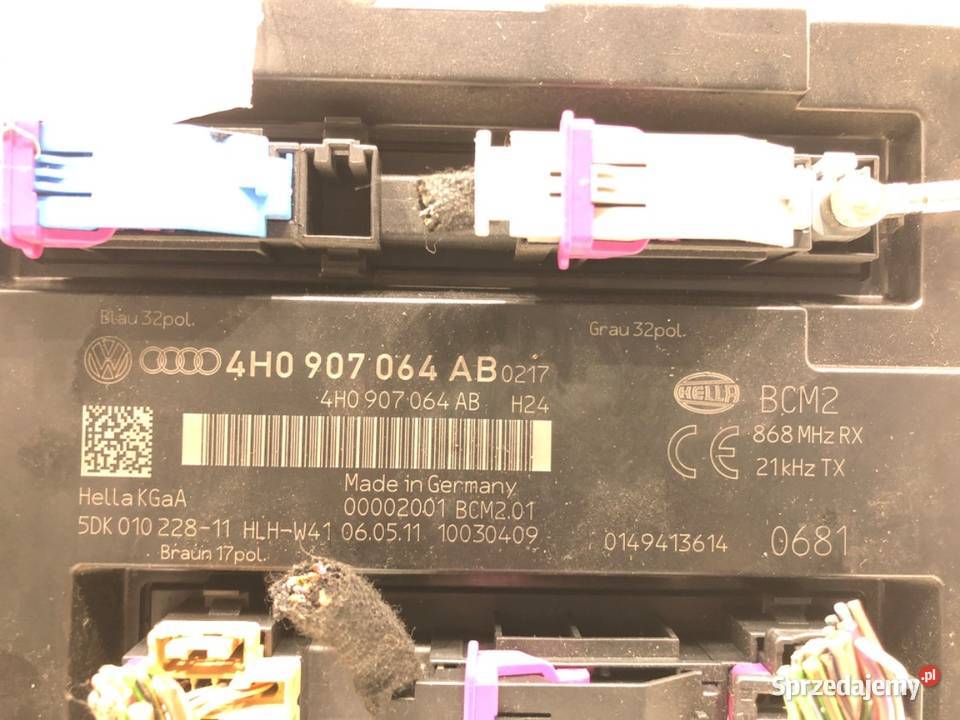 Blau 32pol.
Grau 32pol.
4H0 907 064 AB 0217
4H0 907 064 AB H24
HELLA
BCM2
868 MHz RX
CE
21kHz TX
Made in Germany
Hella KGaA
00002001 BCM2.01
5DK 010 228-11 HLH-W41 06.05.11 10030409
0149413614 0681
Braun 17pol.
Sprzedajemy.pl